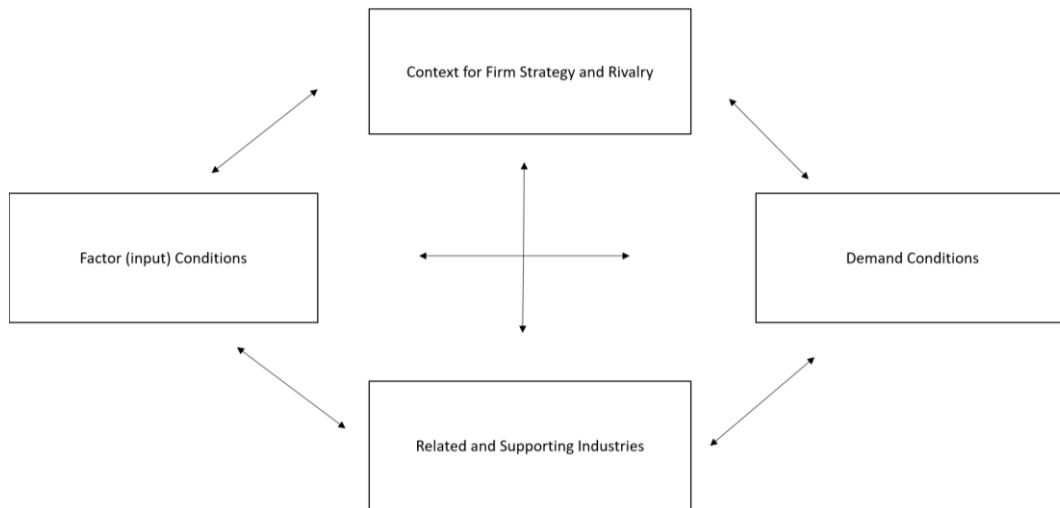 Context for Firm Strategy and Rivalry
Factor (input) Conditions
Demand Conditions
Related and Supporting Industries